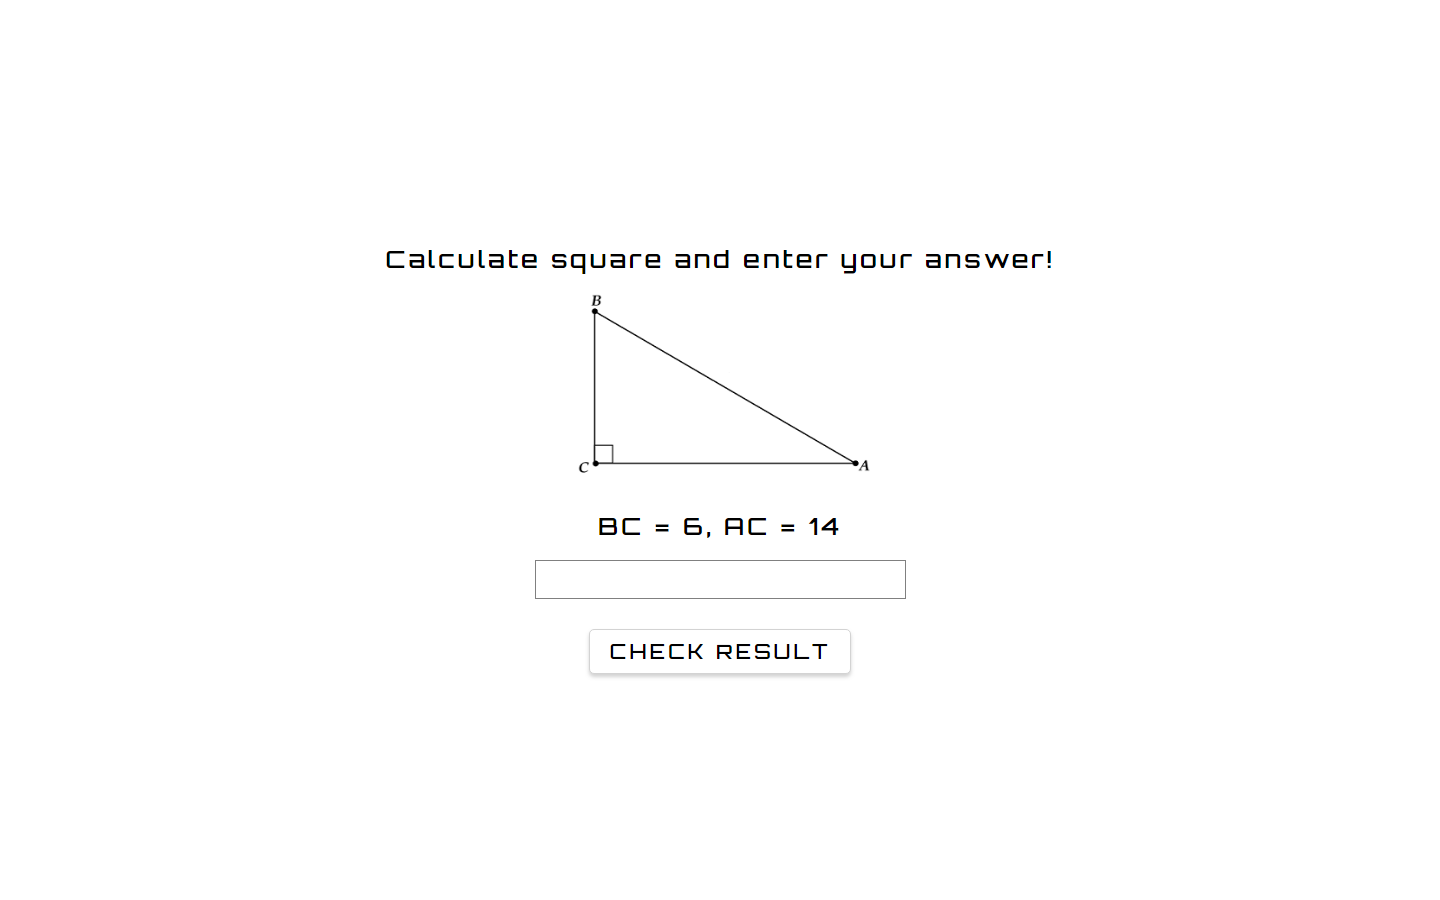 Calculate square and enter your answer!
B
C
A
BC = 6, AC = 14
CHECK RESULT